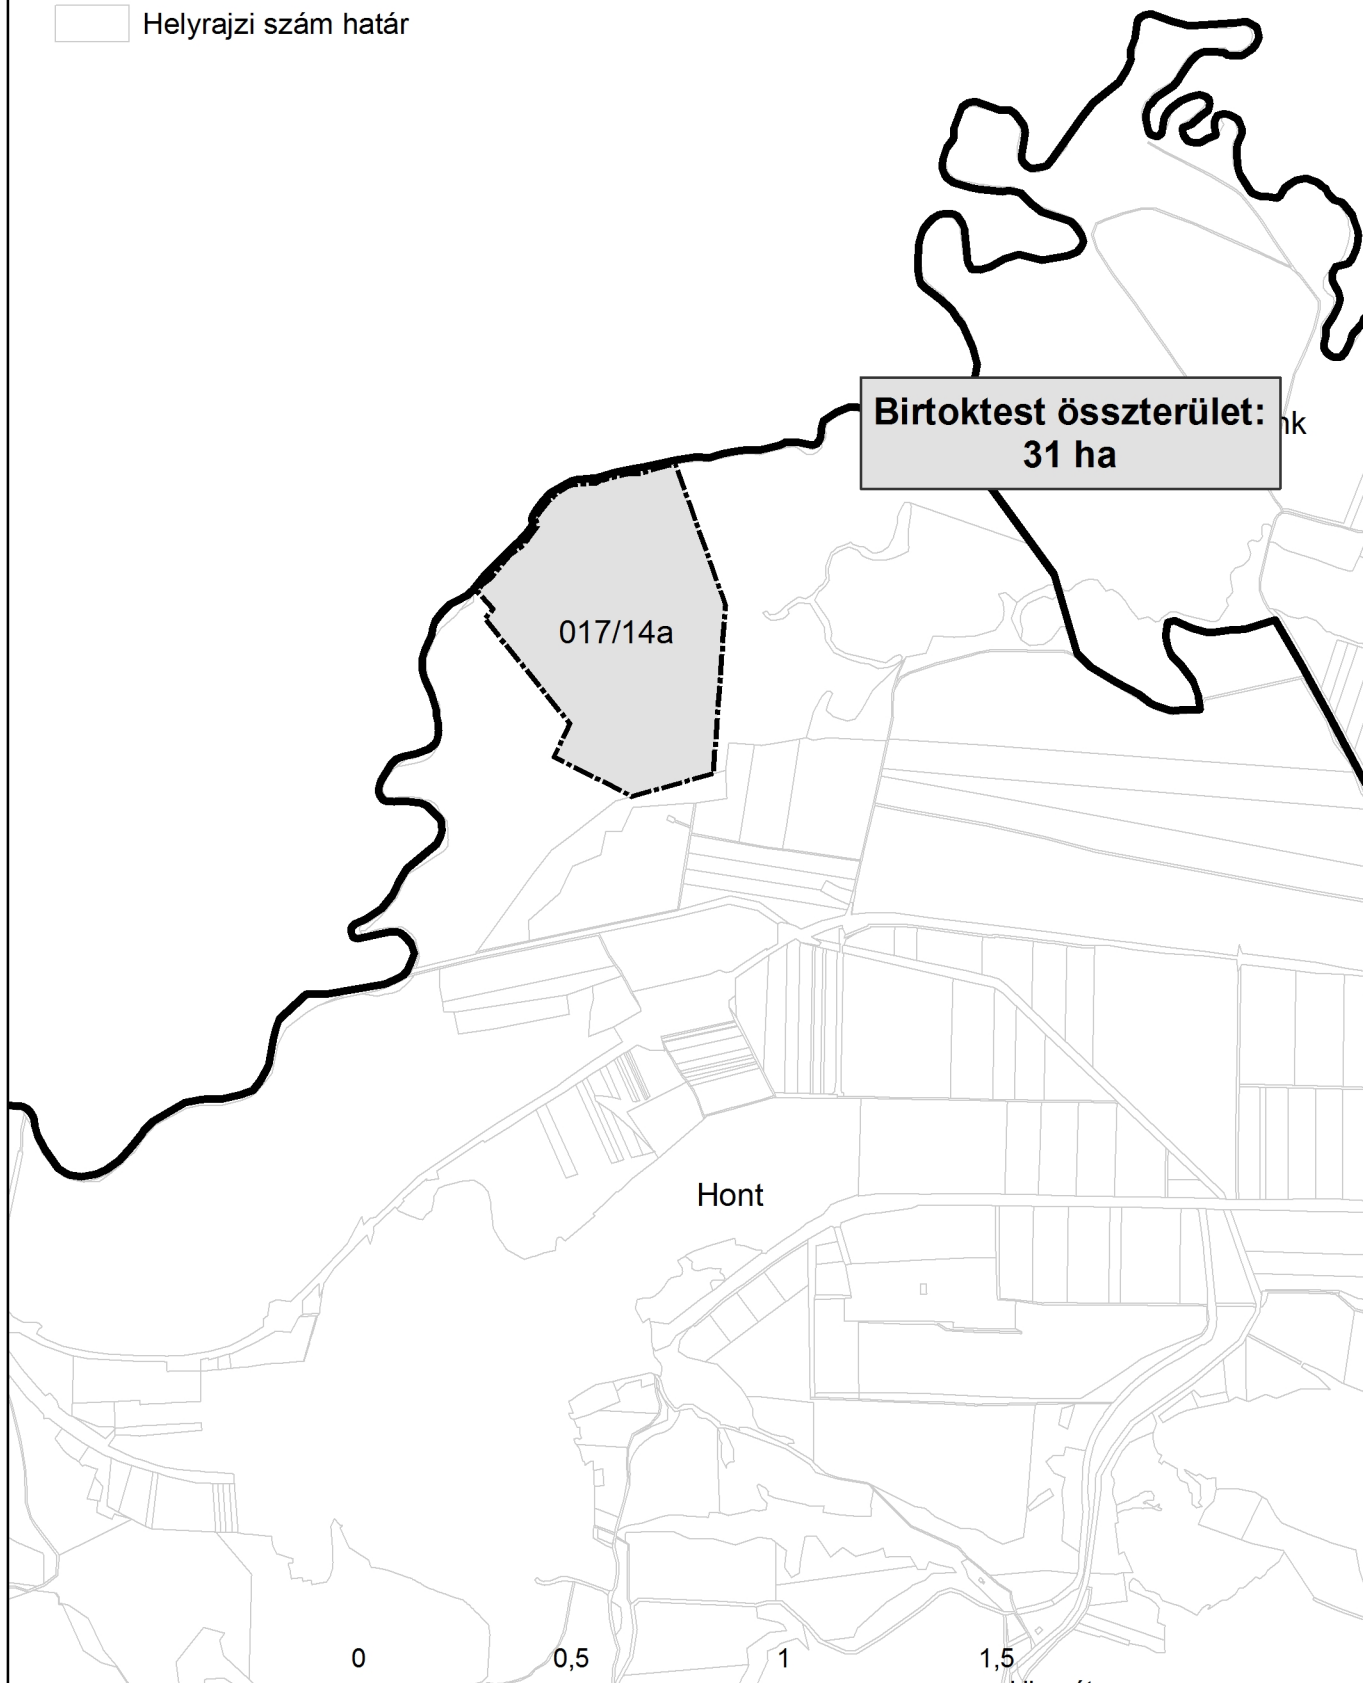 Helyrajzi szám határ
Birtoktest összterület:
31 ha
017/14a
Hont
0
0,5
1
1,5